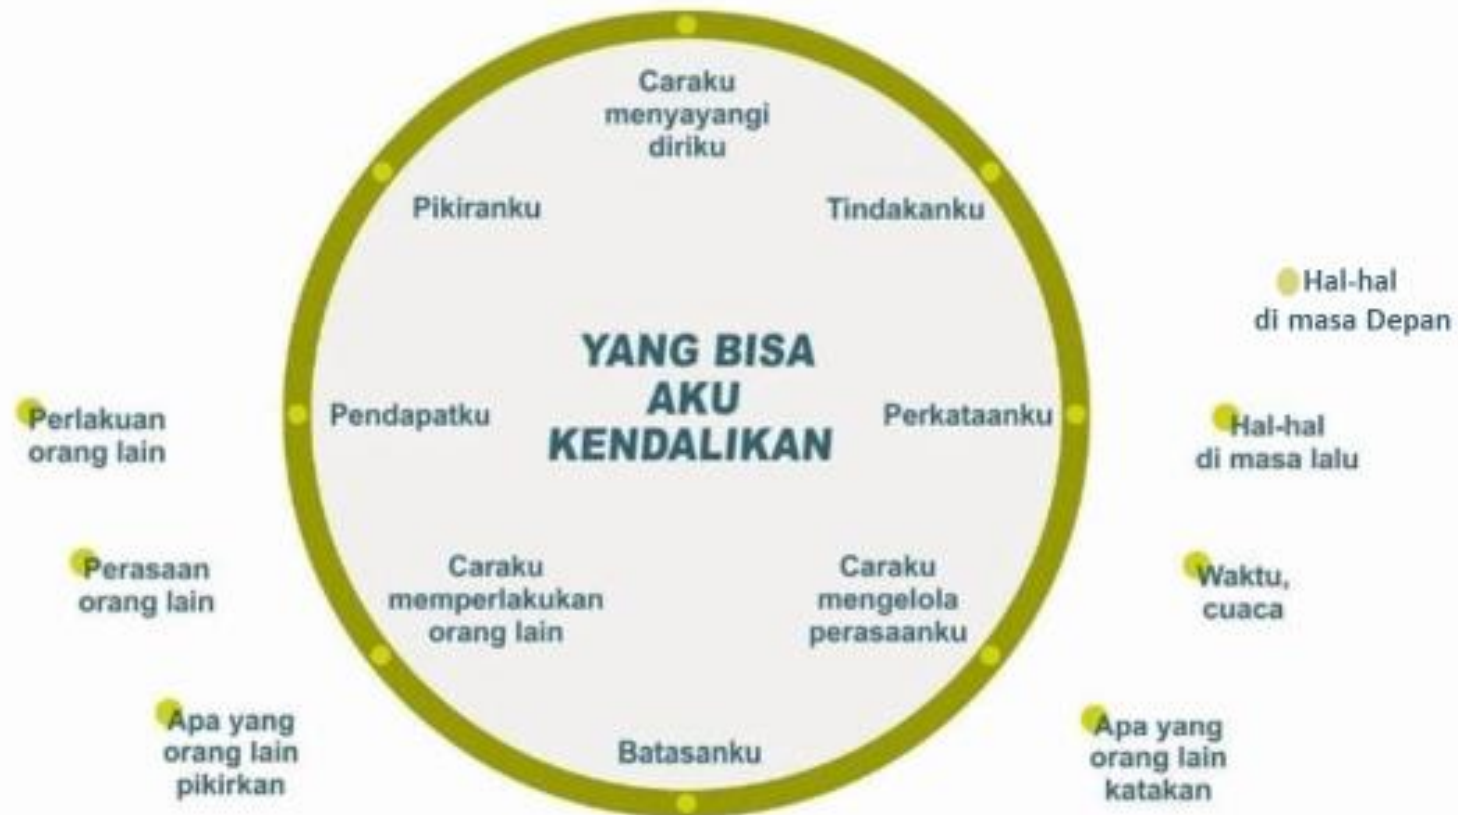 Caraku
menyayangi
diriku
Pikiranku
Tindakanku
Hal-hal
di masa Depan
YANG BISA
AKU
KENDALIKAN
Perlakuan
orang lain
Pendapatku
Perkataanku
Hal-hal
di masa lalu
Perasaan
orang lain
Caraku
memperlakukan
orang lain
Caraku
mengelola
perasaanku
Waktu,
cuaca
Apa yang
orang lain
pikirkan
Batasanku
Apa yang
orang lain
katakan